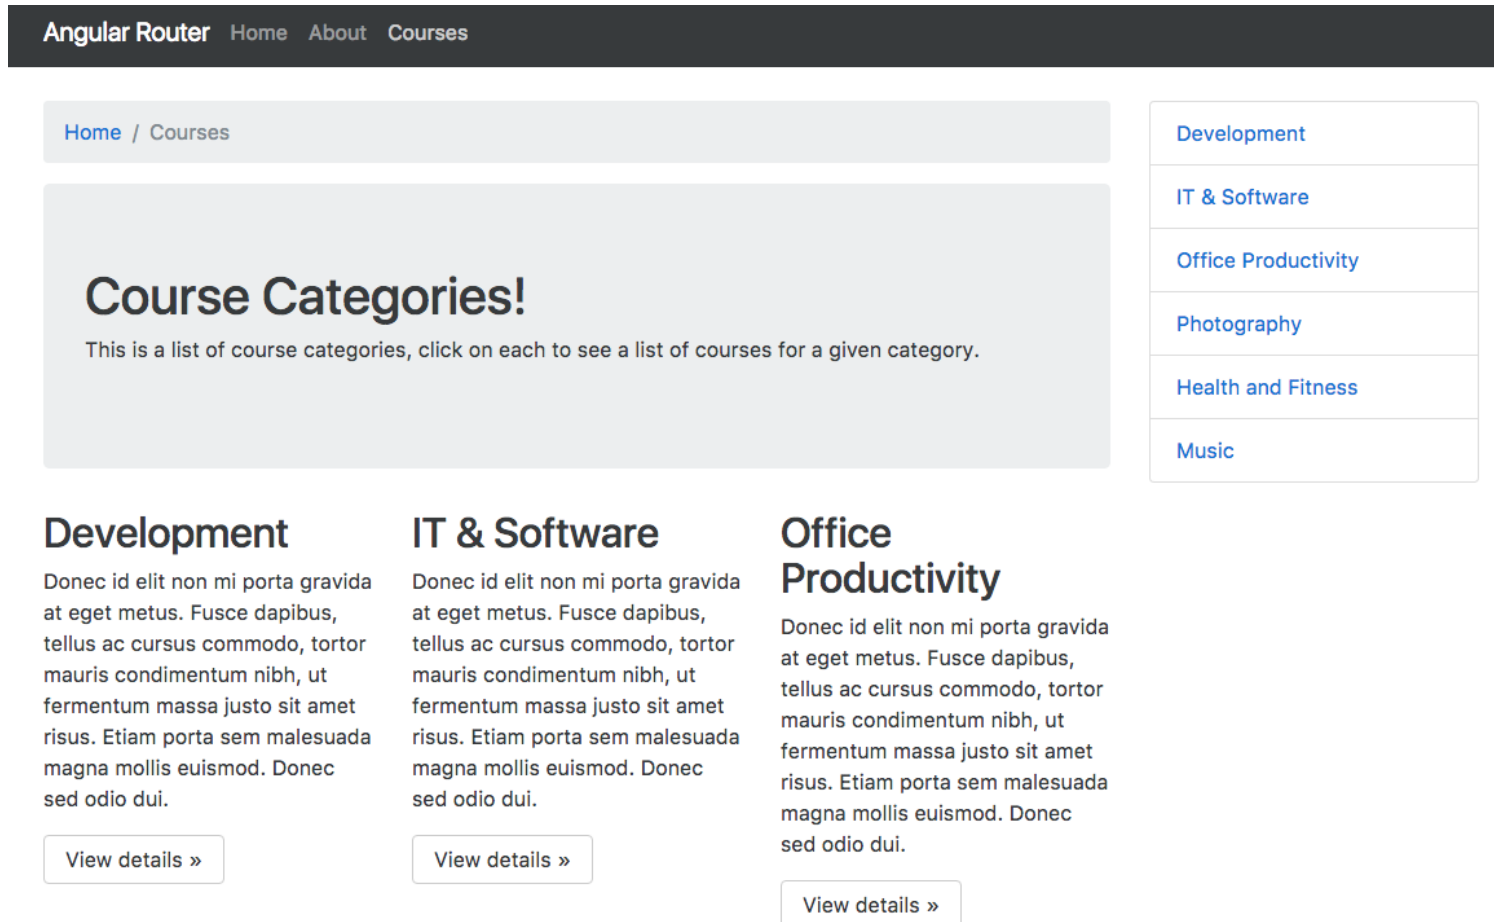 Angular Router Home About Courses
Home / Courses
Course Categories!
This is a list of course categories, click on each to see a list of courses for a given category.
Development
IT & Software
Office Productivity
Photography
Health and Fitness
Music
Development
Donec id elit non mi porta gravida
at eget metus. Fusce dapibus,
tellus ac cursus commodo, tortor
mauris condimentum nibh, ut
fermentum massa justo sit amet
risus. Etiam porta sem malesuada
magna mollis euismod. Donec
sed odio dui.
View details »
IT & Software
Donec id elit non mi porta gravida
at eget metus. Fusce dapibus,
tellus ac cursus commodo, tortor
mauris condimentum nibh, ut
fermentum massa justo sit amet
risus. Etiam porta sem malesuada
magna mollis euismod. Donec
sed odio dui.
View details »
Office
Productivity
Donec id elit non mi porta gravida
at eget metus. Fusce dapibus,
tellus ac cursus commodo, tortor
mauris condimentum nibh, ut
fermentum massa justo sit amet
risus. Etiam porta sem malesuada
magna mollis euismod. Donec
sed odio dui.
View details »